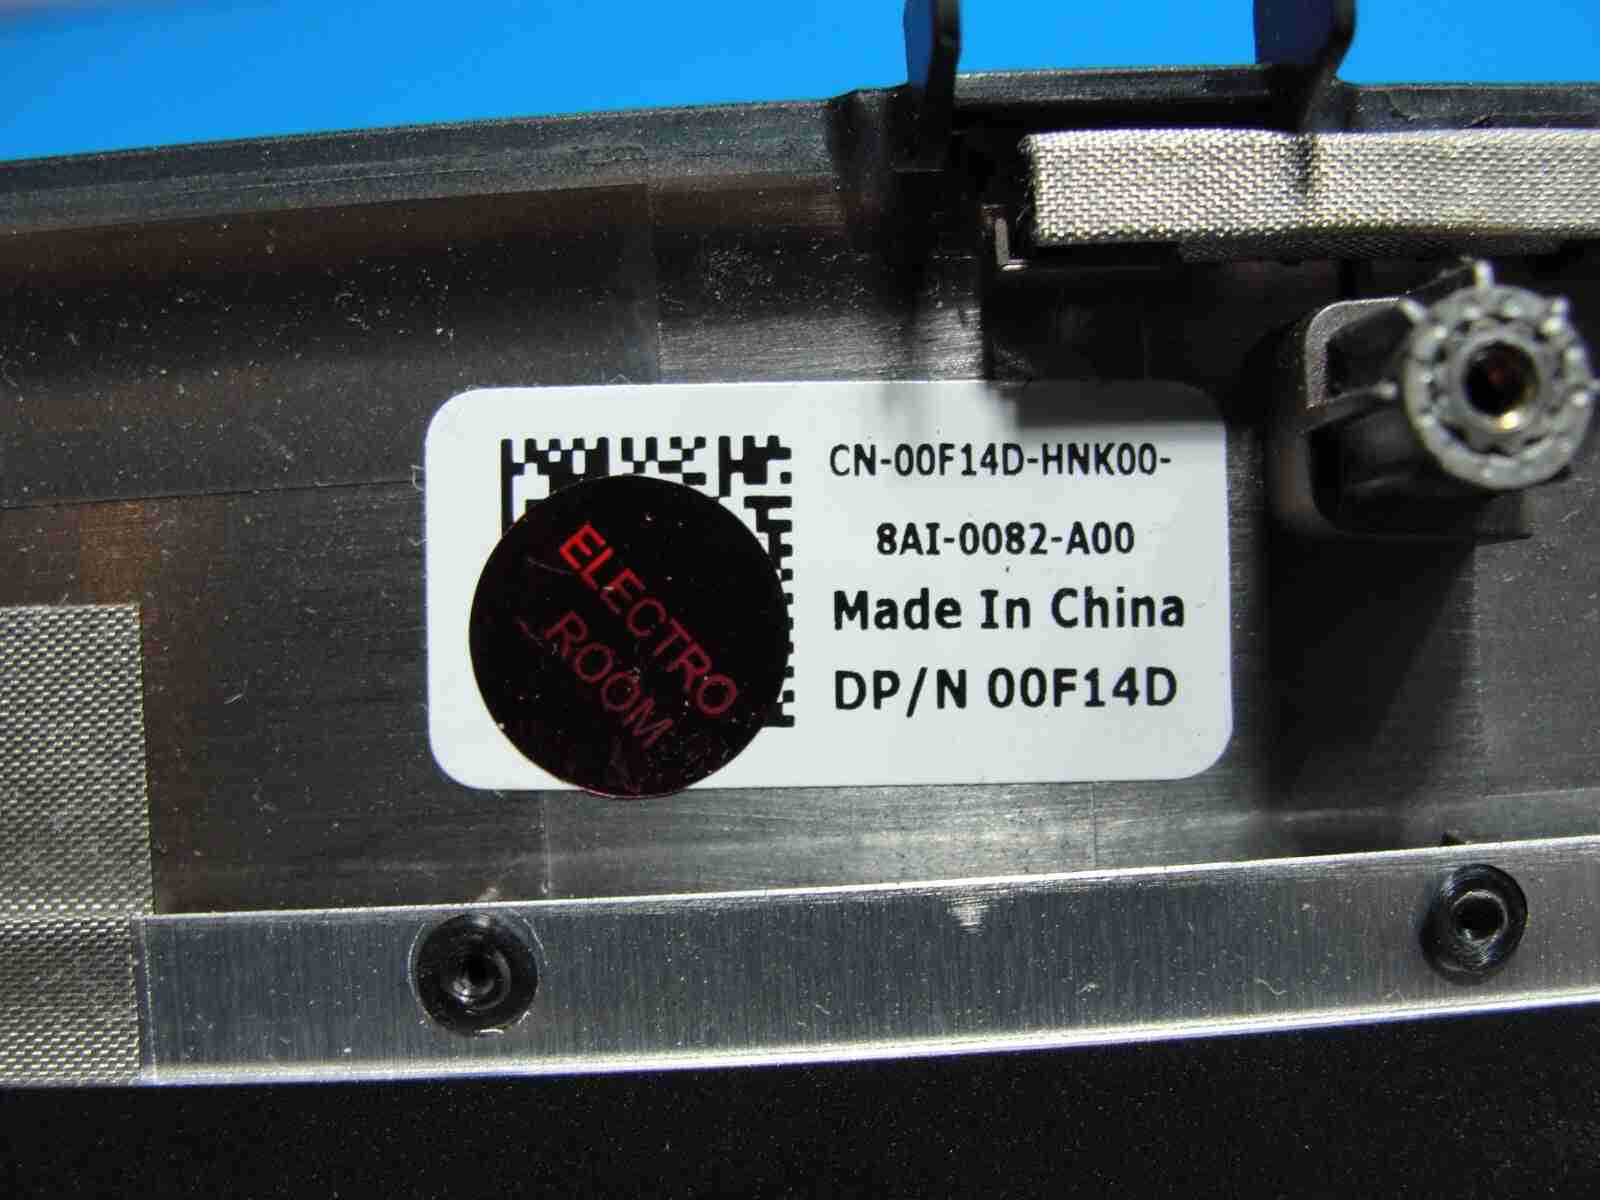 CN-00F14D-HNK00-
8AI-0082-A00
Made In China
DP/N 00F14D
ELECTRO
ROOM